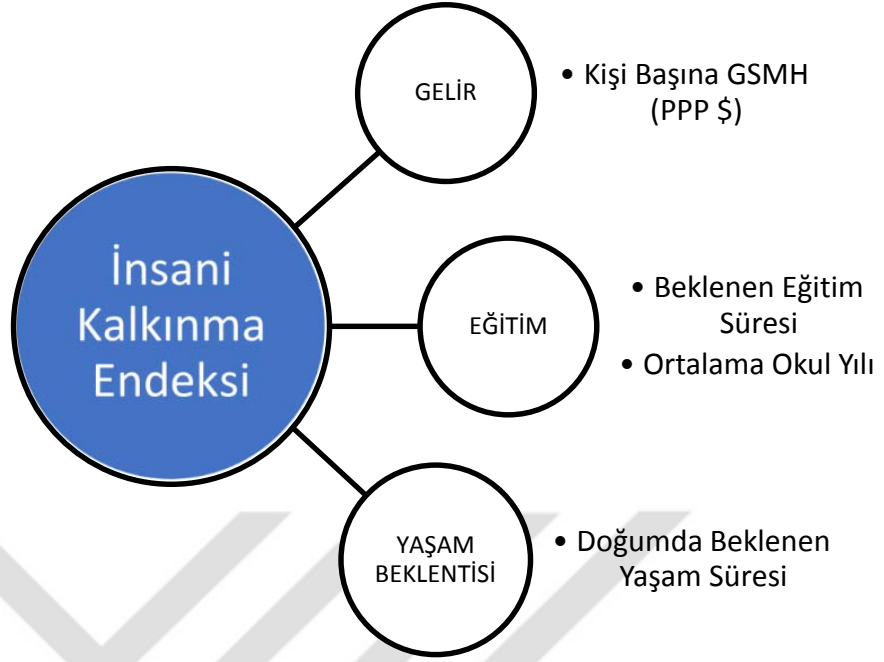 İnsani
Kalkınma
Endeksi
GELİR
• Kişi Başına GSMH
(PPP $)
EĞİTİM
• Beklenen Eğitim
Süresi
• Ortalama Okul Yılı
YAŞAM
BEKLENTİSİ
• Doğumda Beklenen
Yaşam Süresi